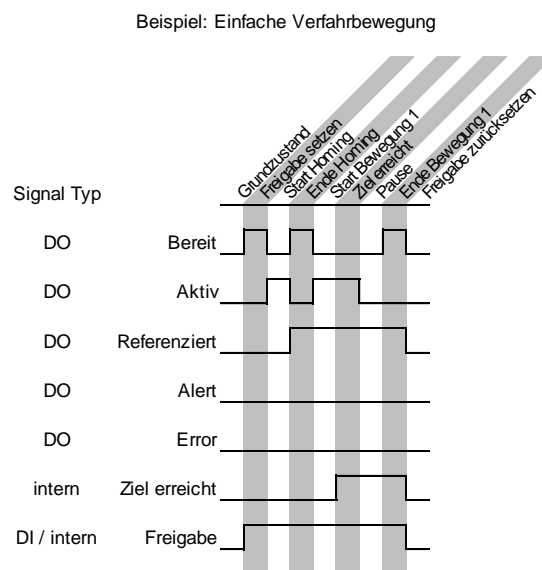 Beispiel: Einfache Verfahrbewegung
Grundzustand
Freigabe setzen
Start Homing
Ende Homing
Start Bewegung 1
Ziel erreicht
Pause
Ende Bewegung 1
Freigabe zurücksetzen
Signal Typ
DO Bereit
DO Aktiv
DO Referenziert
DO Alert
DO Error
intern Ziel erreicht
DI / intern Freigabe